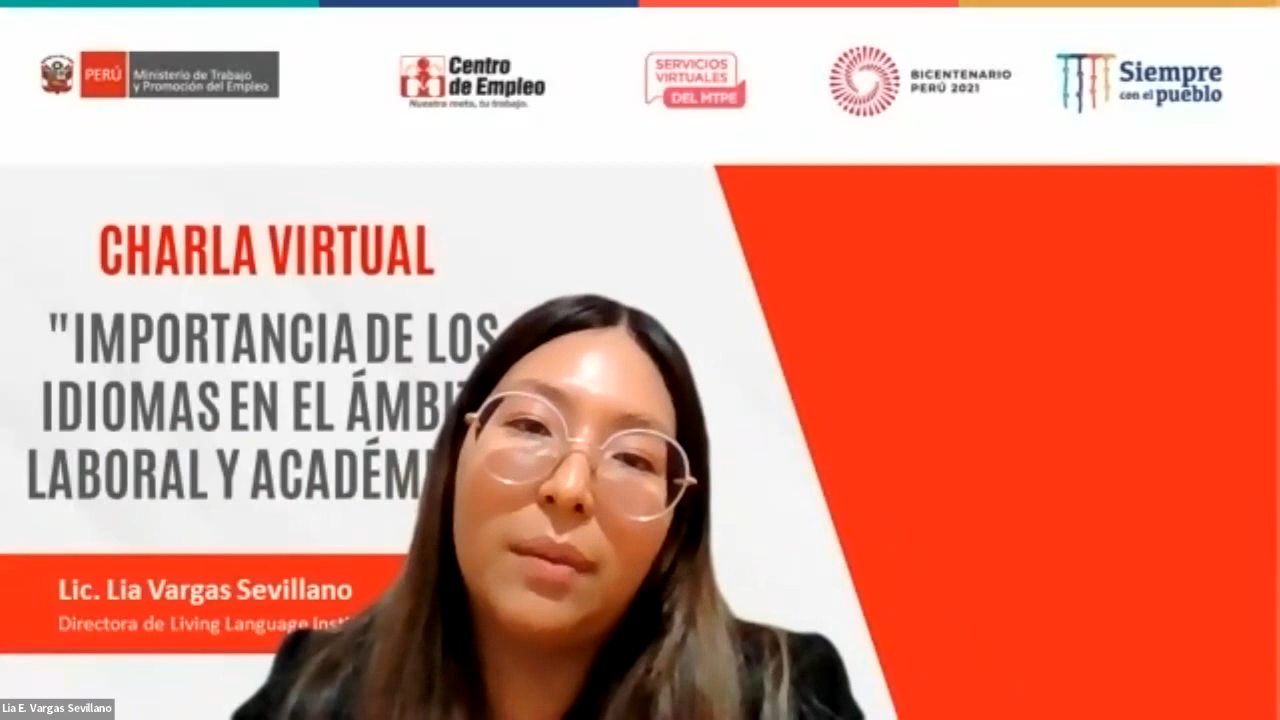 PERÚ
Ministerio de Trabajo
y Promoción del Empleo
Centro
de Empleo
Nuestra meta, tu trabajo.
SERVICIOS
VIRTUALES
DEL MTPE
BICENTENARIO
PERÚ 2021
Siempre
con el pueblo
CHARLA VIRTUAL
"IMPORTANCIA DE LOS
IDIOMAS EN EL ÁMBI
LABORAL Y ACADÉM
Lic. Lia Vargas Sevillano
Directora de Living Language Insti
Lia E. Vargas Sevillano